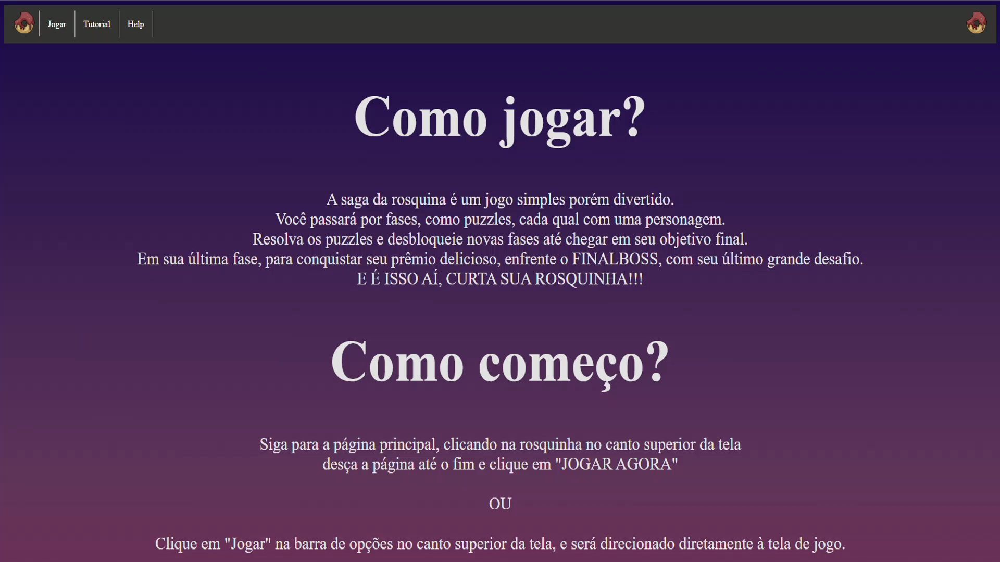 Jogar
Tutorial
Help
Como jogar?
A saga da rosquina é um jogo simples porém divertido.
Você passará por fases, como puzzles, cada qual com uma personagem.
Resolva os puzzles e desbloqueie novas fases até chegar em seu objetivo final.
Em sua última fase, para conquistar seu prêmio delicioso, enfrente o FINALBOSS, com seu último grande desafio.
E É ISSO AÍ, CURTA SUA ROSQUINHA!!!
Como começo?
Siga para a página principal, clicando na rosquinha no canto superior da tela
desça a página até o fim e clique em "JOGAR AGORA"
OU
Clique em "Jogar" na barra de opções no canto superior da tela, e será direcionado diretamente à tela de jogo.